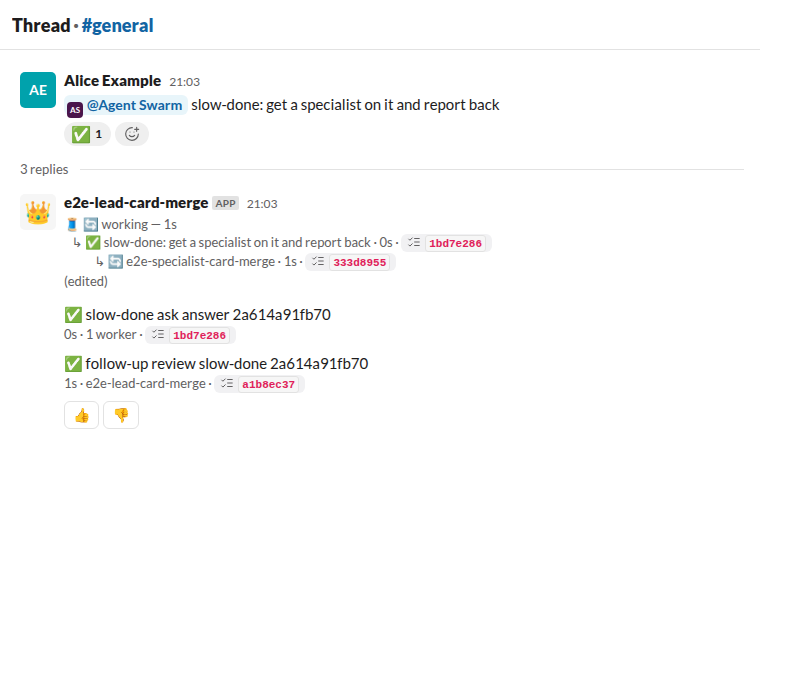 Thread • #general
AE
Alice Example 21:03
AS @Agent Swarm slow-done: get a specialist on it and report back
✅ 1
3 replies
e2e-lead-card-merge APP 21:03
🧵 🔄 working — 1s
↳ ✅ slow-done: get a specialist on it and report back · 0s · 1bd7e286
↳ 🔄 e2e-specialist-card-merge · 1s · 333d8955
(edited)
✅ slow-done ask answer 2a614a91fb70
0s · 1 worker · 1bd7e286
✅ follow-up review slow-done 2a614a91fb70
1s · e2e-lead-card-merge · a1b8ec37
👍 👎